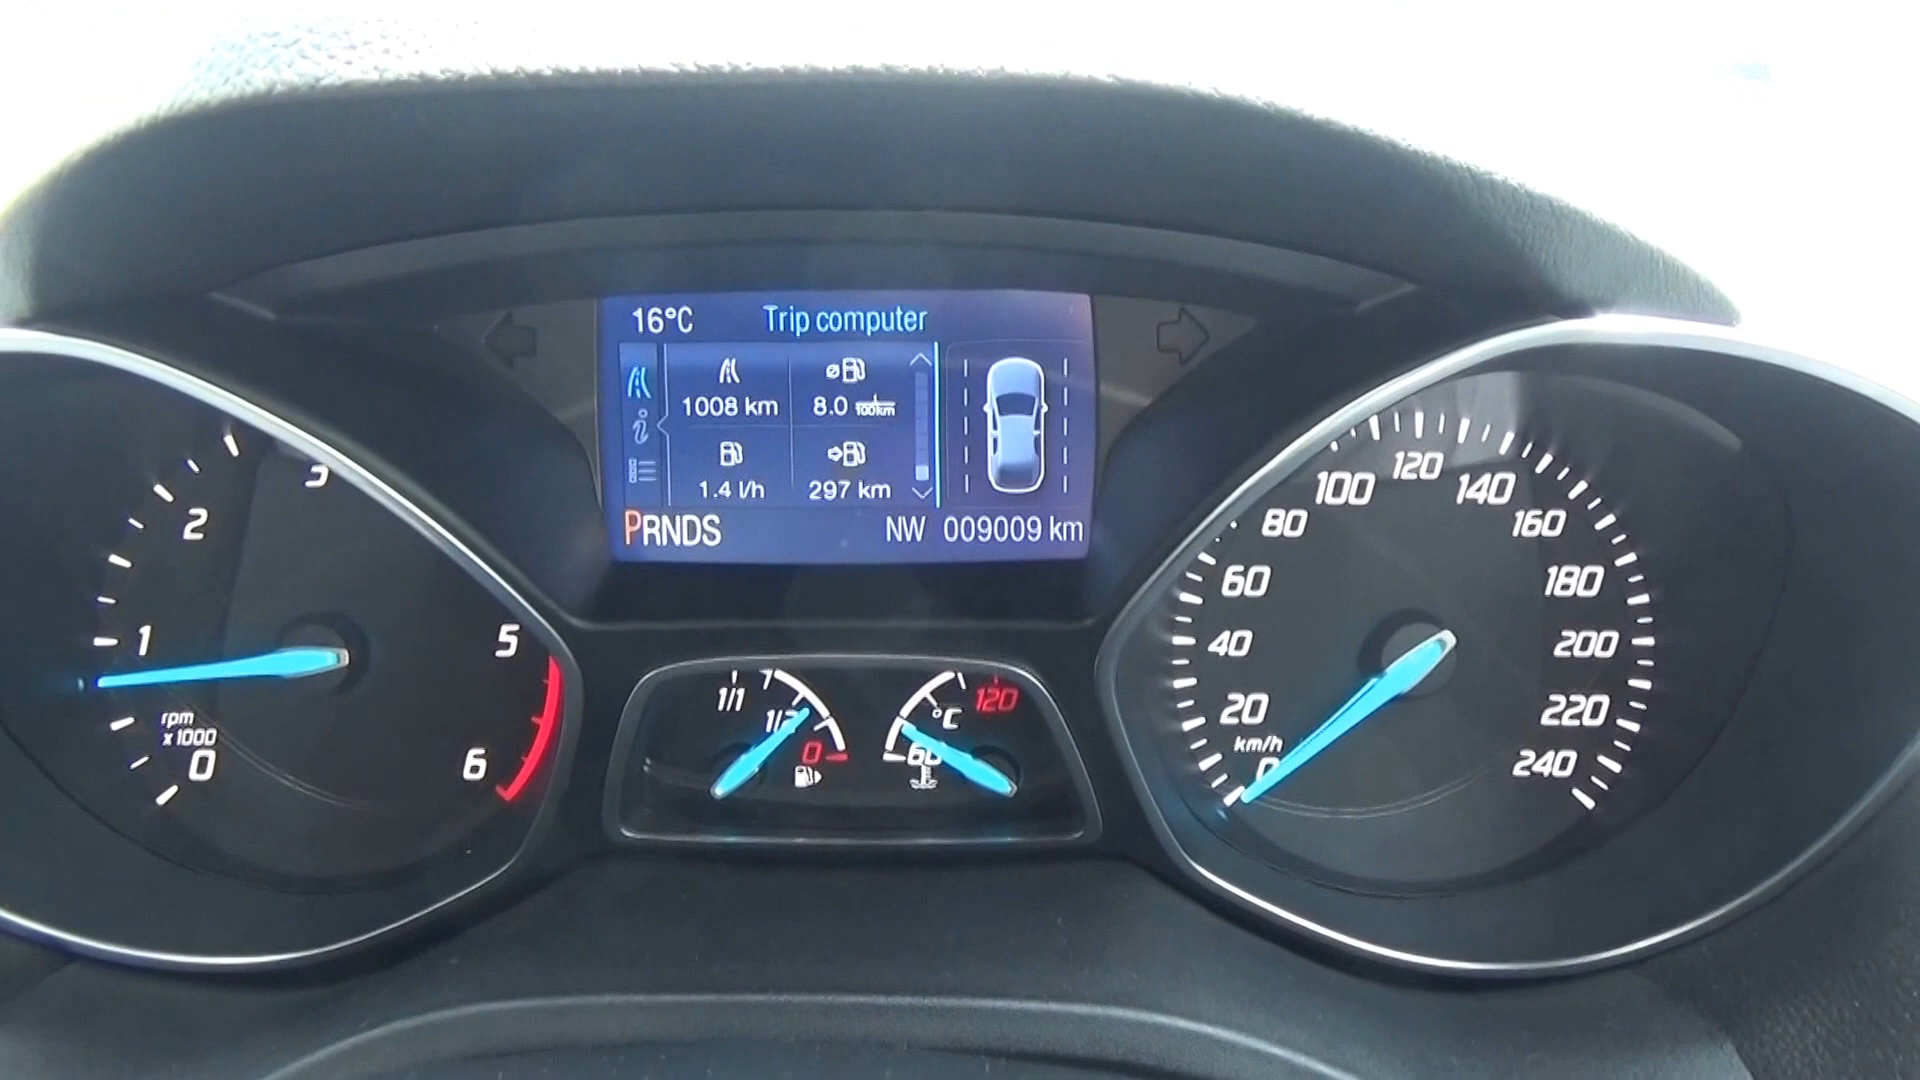 16°C Trip computer
1008 km
8.0 100km
1.4 l/h
297 km
PRNDS NW 009009 km
0
1
2
3
5
6
rpm
x 1000
1/1
1/2
0
°C
60
120
0
20
40
60
80
100
120
140
160
180
200
220
240
km/h